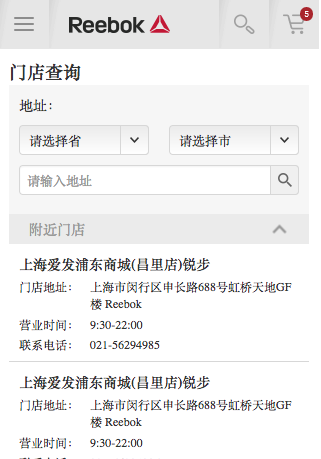 Reebok
5
门店查询
地址：
请选择省
请选择市
请输入地址
附近门店
上海爱发浦东商城(昌里店)锐步
门店地址： 上海市闵行区申长路688号虹桥天地GF
楼 Reebok
营业时间： 9:30-22:00
联系电话： 021-56294985
上海爱发浦东商城(昌里店)锐步
门店地址： 上海市闵行区申长路688号虹桥天地GF
楼 Reebok
营业时间： 9:30-22:00